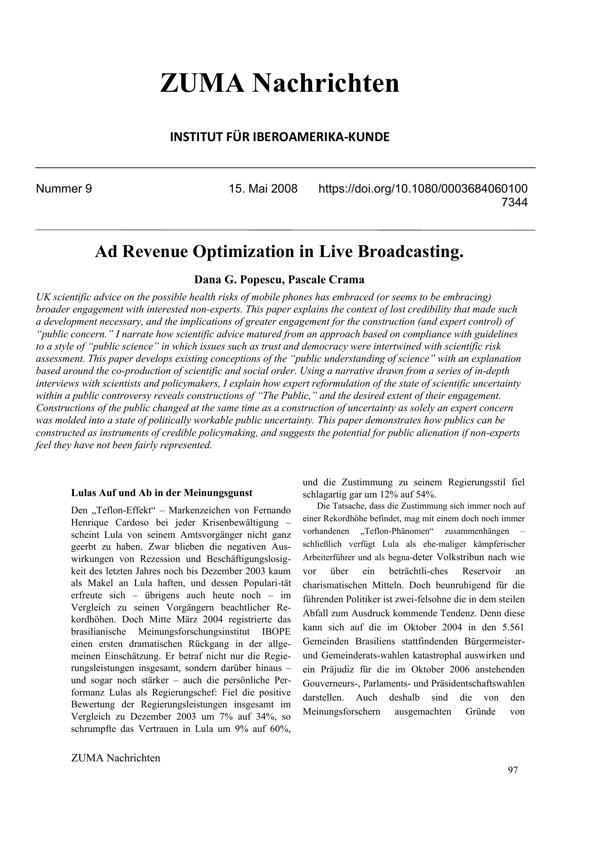 ZUMA Nachrichten
INSTITUT FÜR IBEROAMERIKA-KUNDE
Nummer 9
15. Mai 2008
https://doi.org/10.1080/0003684060100
7344
Ad Revenue Optimization in Live Broadcasting.
Dana G. Popescu, Pascale Crama
UK scientific advice on the possible health risks of mobile phones has embraced (or seems to be embracing)
broader engagement with interested non-experts. This paper explains the context of lost credibility that made such
a development necessary, and the implications of greater engagement for the construction (and expert control) of
“public concern.” I narrate how scientific advice matured from an approach based on compliance with guidelines
to a style of “public science” in which issues such as trust and democracy were intertwined with scientific risk
assessment. This paper develops existing conceptions of the “public understanding of science” with an explanation
based around the co-production of scientific and social order. Using a narrative drawn from a series of in-depth
interviews with scientists and policymakers, I explain how expert reformulation of the state of scientific uncertainty
within a public controversy reveals constructions of “The Public,” and the desired extent of their engagement.
Constructions of the public changed at the same time as a construction of uncertainty as solely an expert concern
was molded into a state of politically workable public uncertainty. This paper demonstrates how publics can be
constructed as instruments of credible policymaking, and suggests the potential for public alienation if non-experts
feel they have not been fairly represented.
Lulas Auf und Ab in der Meinungsgunst
Den „Teflon-Effekt“ – Markenzeichen von Fernando
Henrique Cardoso bei jeder Krisenbewältigung –
scheint Lula von seinem Amtsvorgänger nicht ganz
geerbt zu haben. Zwar blieben die negativen Aus-
wirkungen von Rezession und Beschäftigungslosig-
keit des letzten Jahres noch bis Dezember 2003 kaum
als Makel an Lula haften, und dessen Populari-tät
erfreute sich – übrigens auch heute noch – im
Vergleich zu seinen Vorgängern beachtlicher Re-
kordhöhen. Doch Mitte März 2004 registrierte das
brasilianische Meinungsforschungsinstitut IBOPE
einen ersten dramatischen Rückgang in der allge-
meinen Einschätzung. Er betraf nicht nur die Regie-
rungsleistungen insgesamt, sondern darüber hinaus –
und sogar noch stärker – auch die persönliche Per-
formanz Lulas als Regierungschef: Fiel die positive
Bewertung der Regierungsleistungen insgesamt im
Vergleich zu Dezember 2003 um 7% auf 34%, so
schrumpfte das Vertrauen in Lula um 9% auf 60%,
und die Zustimmung zu seinem Regierungsstil fiel
schlagartig gar um 12% auf 54%.
Die Tatsache, dass die Zustimmung sich immer noch auf
einer Rekordhöhe befindet, mag mit einem doch noch immer
vorhandenen „Teflon-Phänomen“ zusammenhängen –
schließlich verfügt Lula als ehe-maliger kämpferischer
Arbeiterführer und als begna-deter Volkstribun nach wie
vor über ein beträchtli-ches Reservoir an
charismatischen Mitteln. Doch beunruhigend für die
führenden Politiker ist zwei-felsohne die in dem steilen
Abfall zum Ausdruck kommende Tendenz. Denn diese
kann sich auf die im Oktober 2004 in den 5.561
Gemeinden Brasiliens stattfindenden Bürgermeister-
und Gemeinderats-wahlen katastrophal auswirken und
ein Präjudiz für die im Oktober 2006 anstehenden
Gouverneurs-, Parlaments- und Präsidentschaftswahlen
darstellen. Auch deshalb sind die von den
Meinungsforschern ausgemachten Gründe von
ZUMA Nachrichten
97